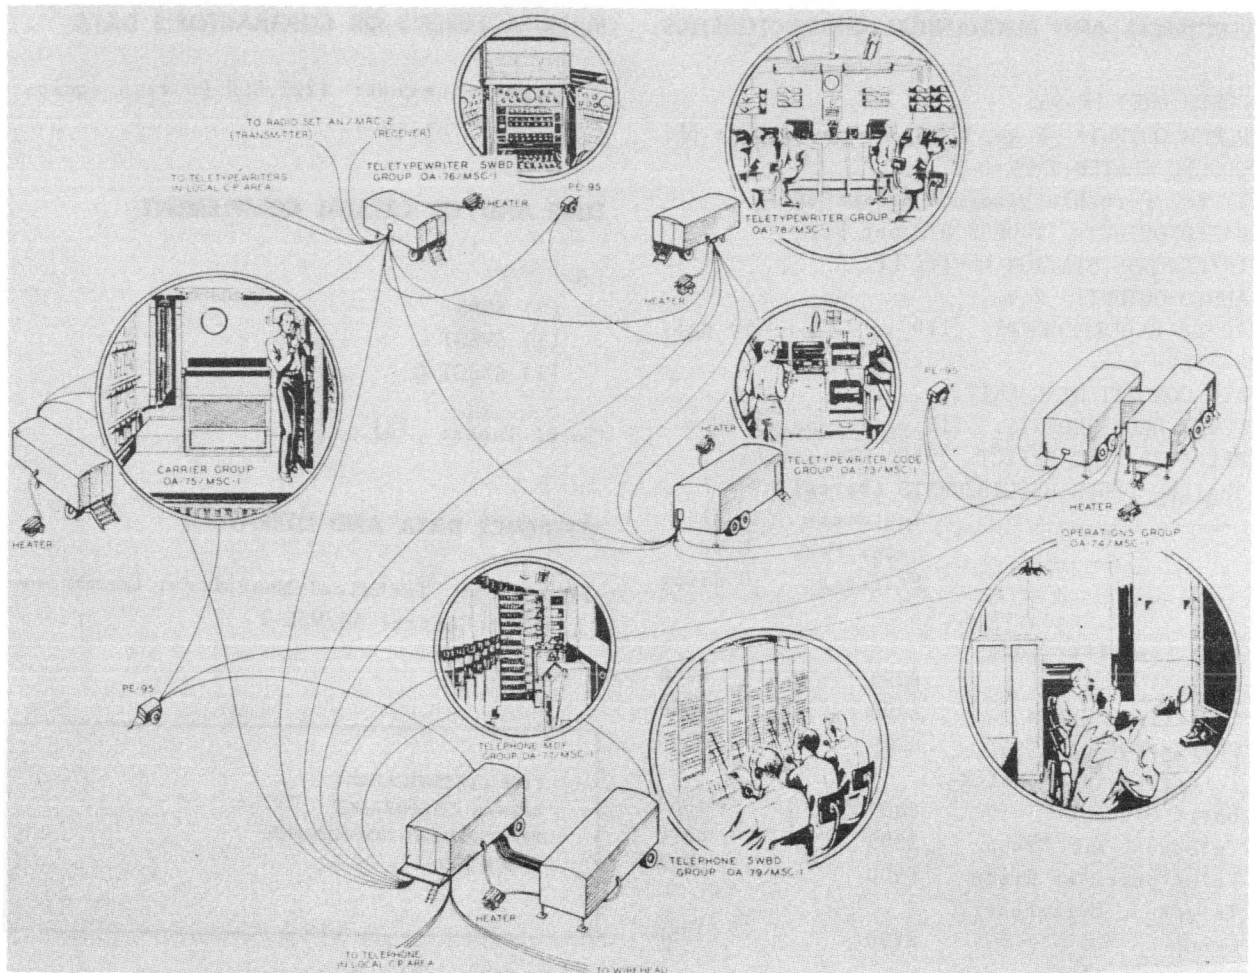 TO RADIO SET AN/MRC-2
(TRANSMITTER) (RECEIVER)
TELETYPEWRITER SWBD
GROUP OA-76/MSC-1
TO TELETYPEWRITERS
IN LOCAL C.P. AREA
HEATER
PE-95
TELETYPEWRITER GROUP
OA-78/MSC-1
HEATER
CARRIER GROUP
OA-75/MSC-1
HEATER
HEATER
TELETYPEWRITER CODE
GROUP OA-73/MSC-1
PE-95
HEATER
OPERATIONS GROUP
OA-74/MSC-1
PE-95
TELEPHONE MDF
GROUP OA-77/MSC-1
TELEPHONE SWBD
GROUP OA 79/MSC-1
HEATER
TO TELEPHONE
IN LOCAL C.P. AREA
TO WIREHEAD